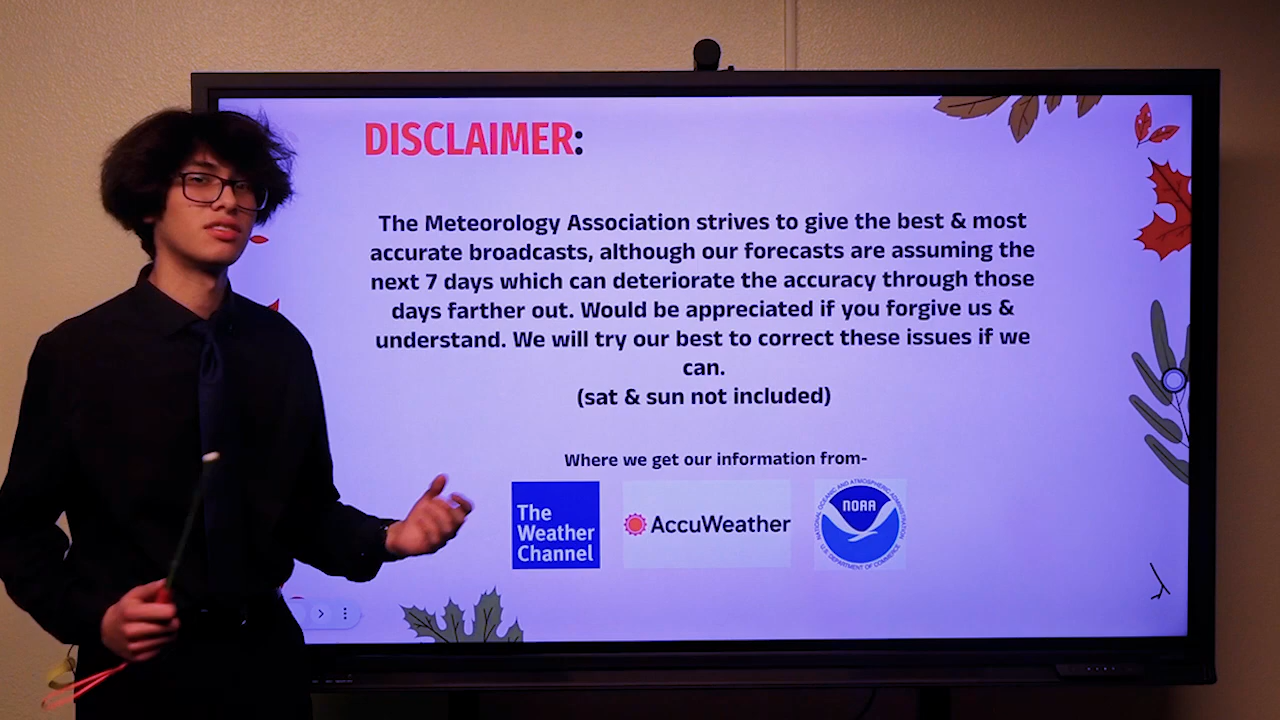 DISCLAIMER:
The Meteorology Association strives to give the best & most
accurate broadcasts, although our forecasts are assuming the
next 7 days which can deteriorate the accuracy through those
days farther out. Would be appreciated if you forgive us &
understand. We will try our best to correct these issues if we
can.
(sat & sun not included)
Where we get our information from-
The
Weather
Channel
AccuWeather
NOAA
NATIONAL OCEANIC AND ATMOSPHERIC ADMINISTRATION
U.S. DEPARTMENT OF COMMERCE